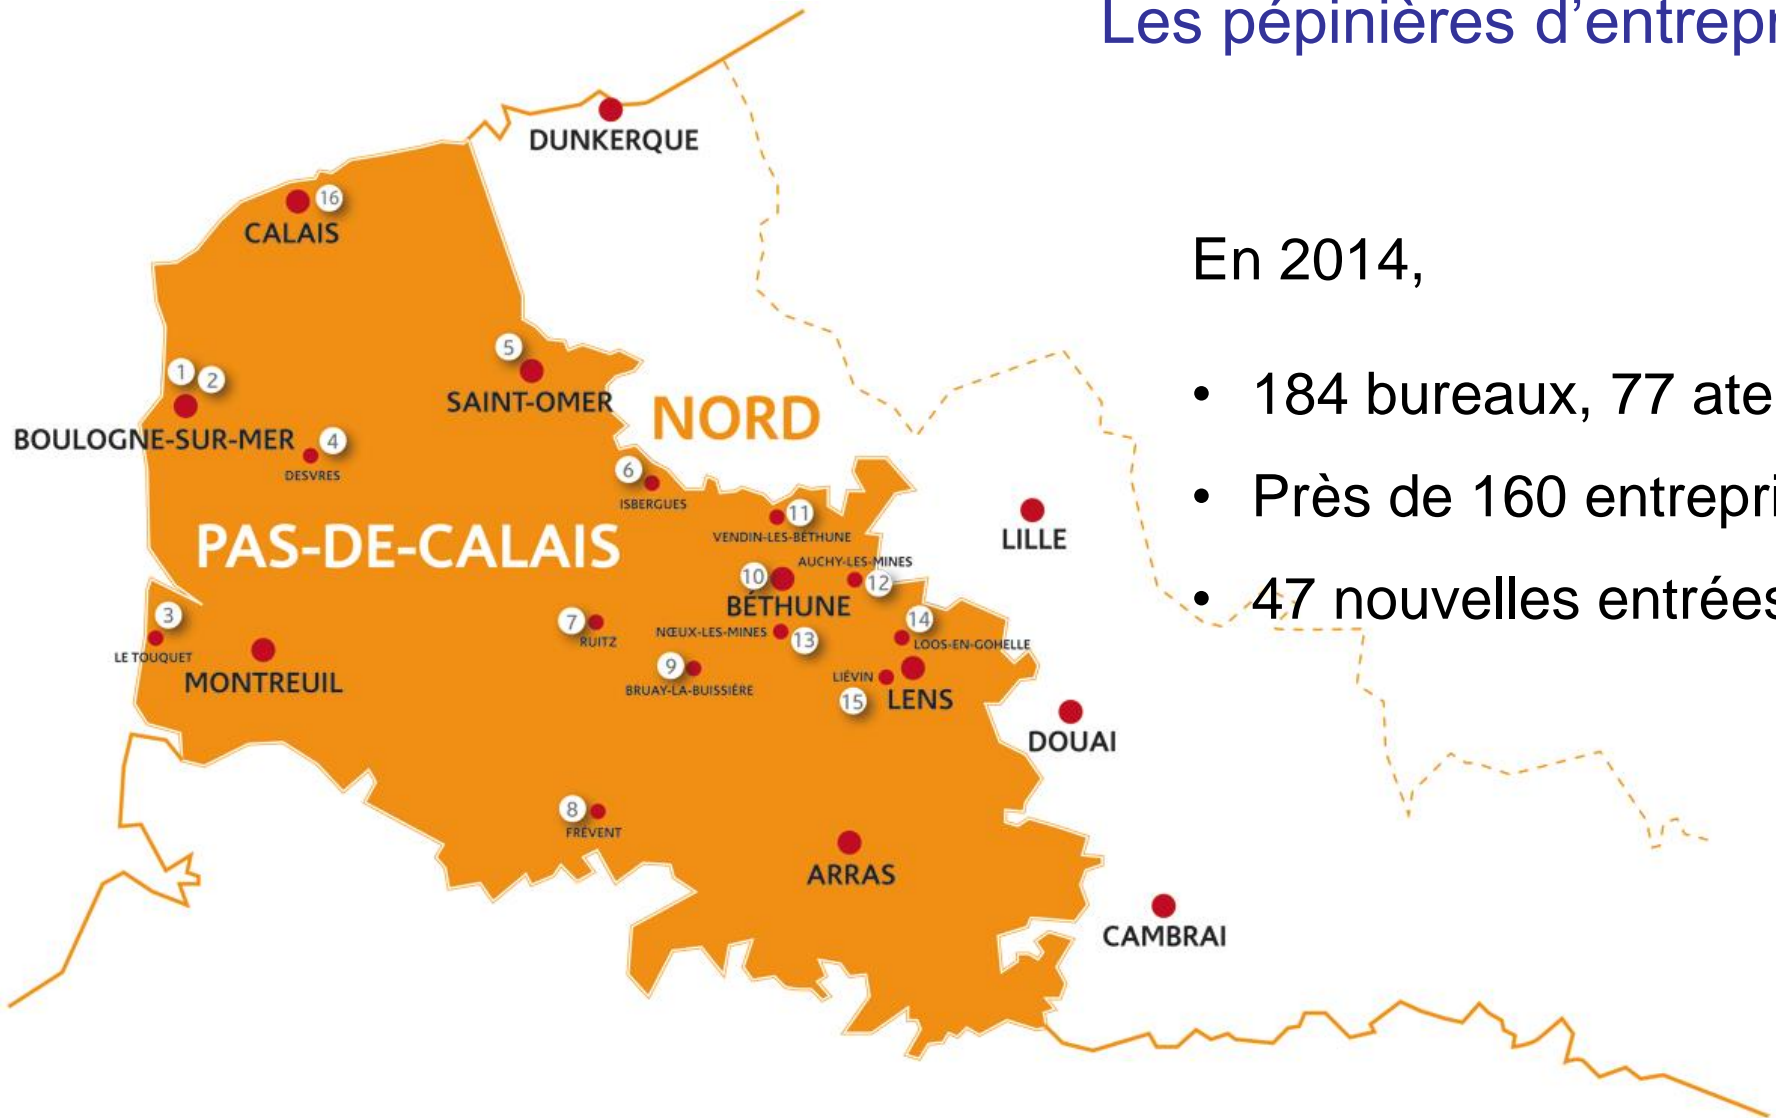 Les pépinières d’entrepr
DUNKERQUE
16
CALAIS
En 2014,
5
SAINT-OMER
1
2
BOULOGNE-SUR-MER
4
DESVRES
NORD
• 184 bureaux, 77 ate
6
ISBERGUES
• Près de 160 entrepri
11
VENDIN-LES-BÉTHUNE
LILLE
PAS-DE-CALAIS
AUCHY-LES-MINES
10
12
BÉTHUNE
• 47 nouvelles entrées
3
LE TOUQUET
MONTREUIL
7
RUITZ
NŒUX-LES-MINES
13
14
LOOS-EN-GOHELLE
9
BRUAY-LA-BUISSIÈRE
LIÉVIN
15
LENS
DOUAI
8
FRÉVENT
ARRAS
CAMBRAI